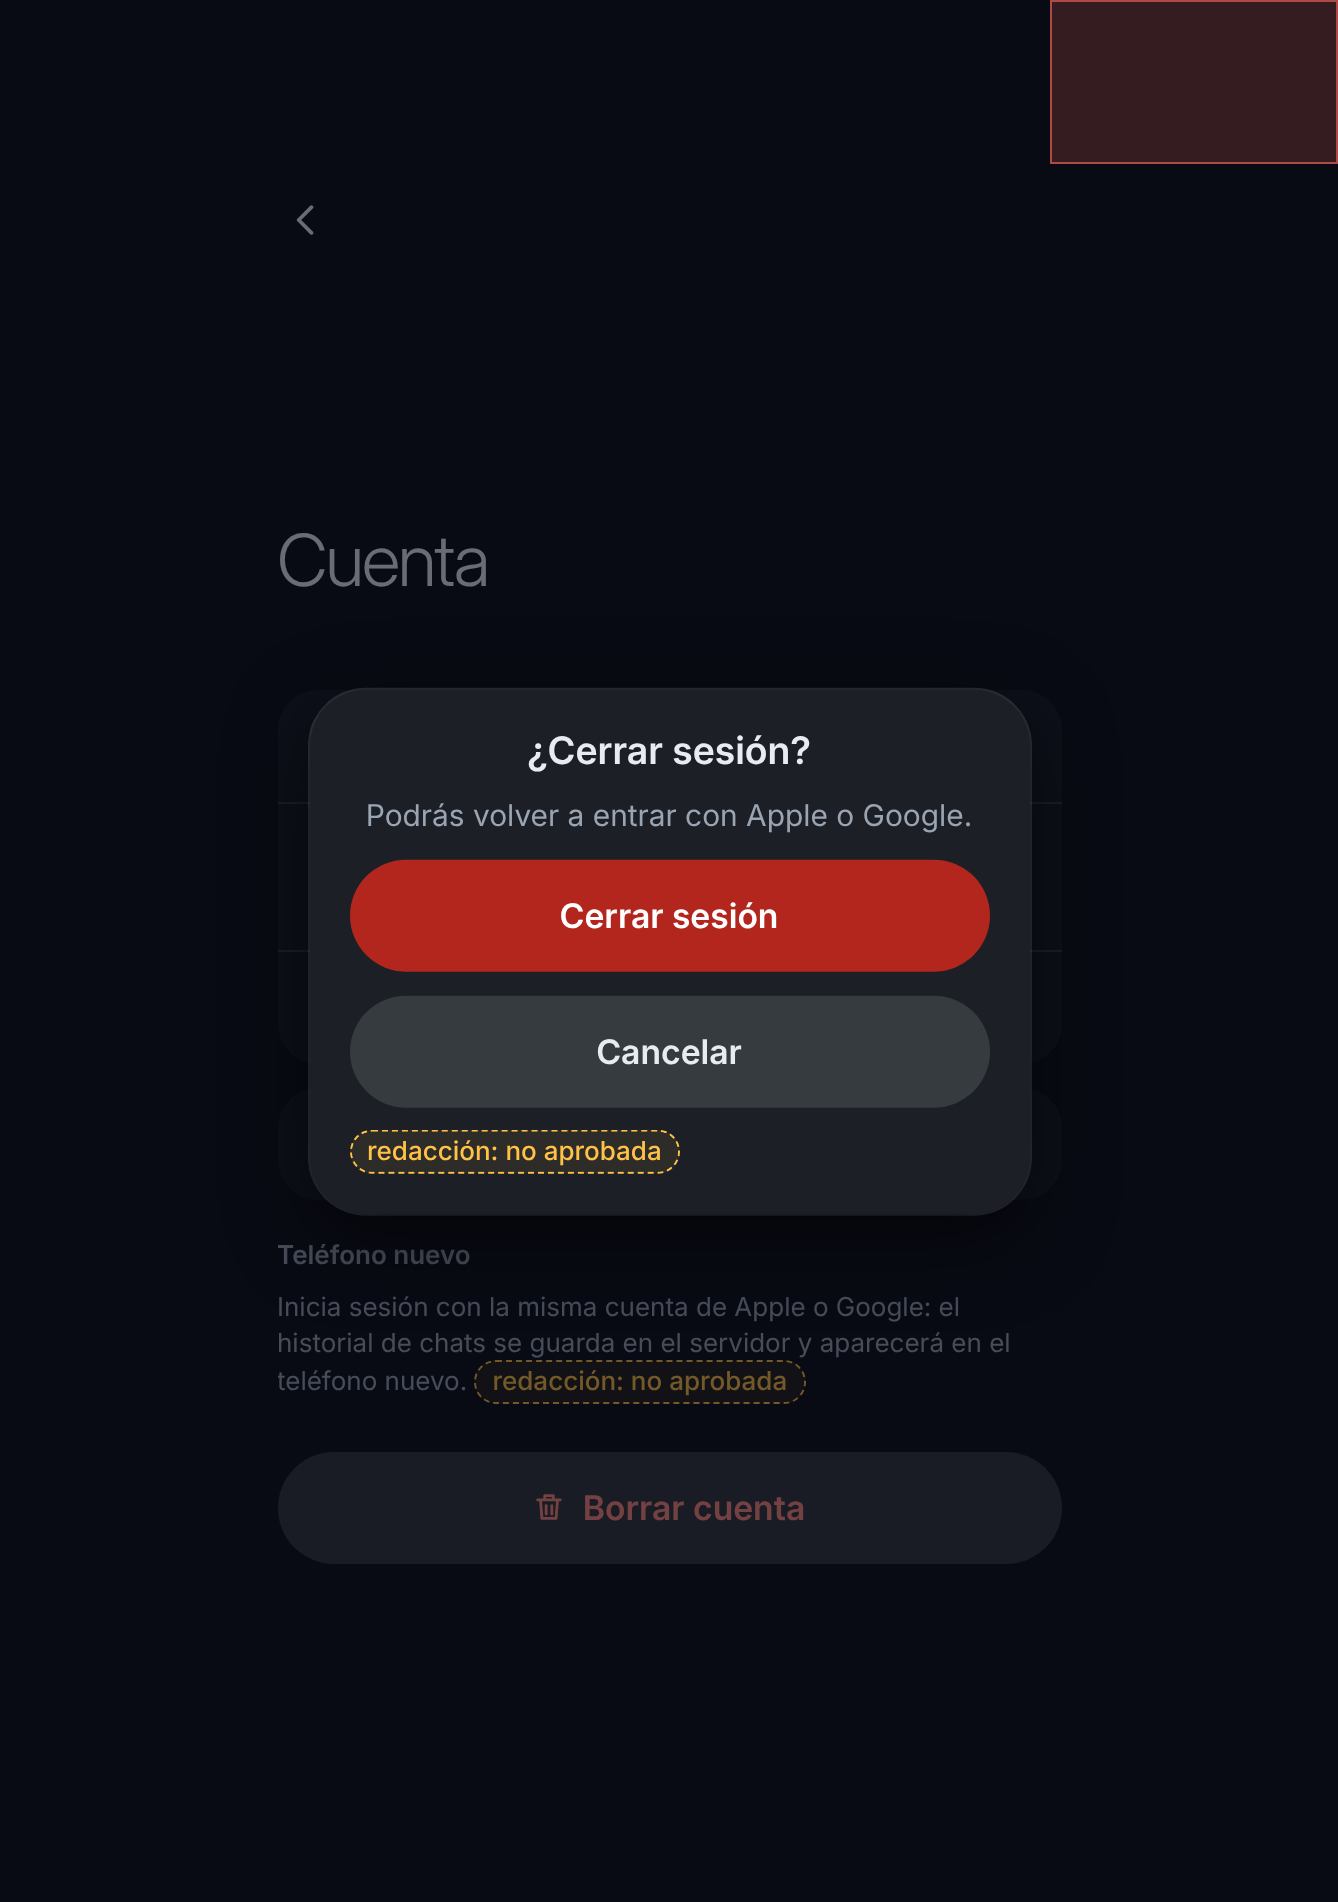 Cuenta
¿Cerrar sesión?
Podrás volver a entrar con Apple o Google.
Cerrar sesión
Cancelar
redacción: no aprobada
Teléfono nuevo
Inicia sesión con la misma cuenta de Apple o Google: el
historial de chats se guarda en el servidor y aparecerá en el
teléfono nuevo. redacción: no aprobada
Borrar cuenta